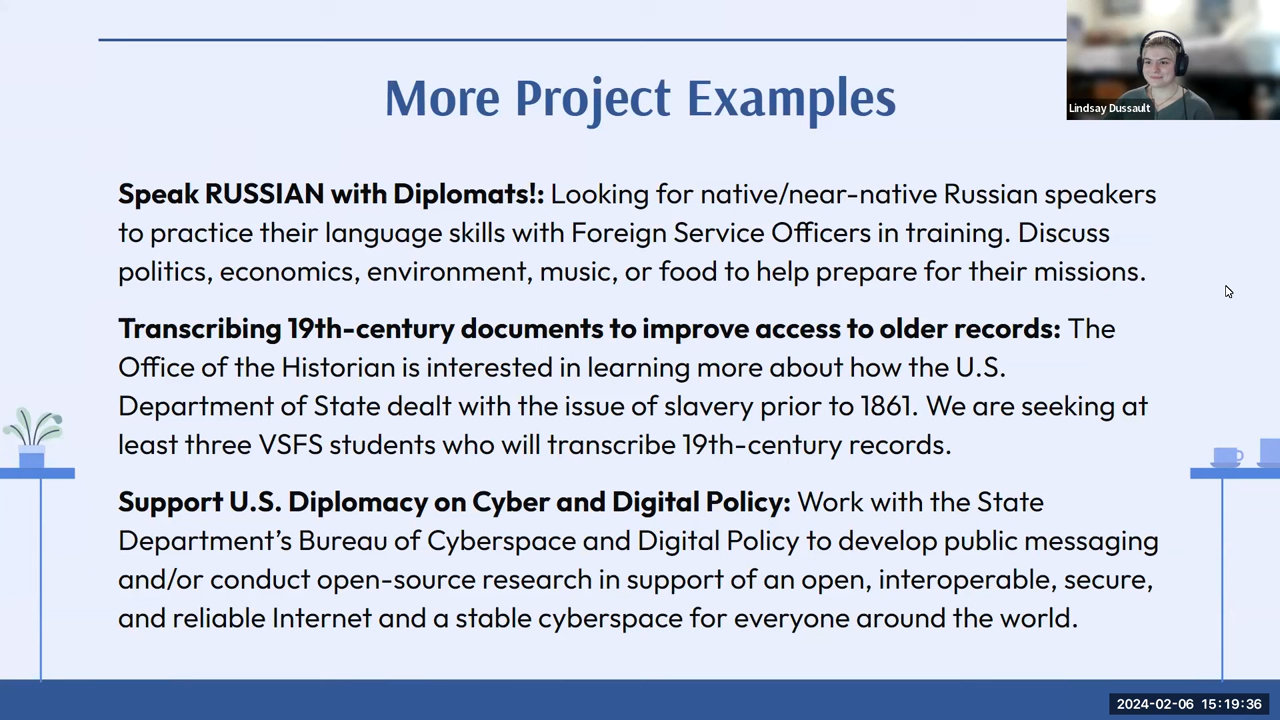 More Project Examples
Lindsay Dussault
Speak RUSSIAN with Diplomats!: Looking for native/near-native Russian speakers
to practice their language skills with Foreign Service Officers in training. Discuss
politics, economics, environment, music, or food to help prepare for their missions.
Transcribing 19th-century documents to improve access to older records: The
Office of the Historian is interested in learning more about how the U.S.
Department of State dealt with the issue of slavery prior to 1861. We are seeking at
least three VSFS students who will transcribe 19th-century records.
Support U.S. Diplomacy on Cyber and Digital Policy: Work with the State
Department’s Bureau of Cyberspace and Digital Policy to develop public messaging
and/or conduct open-source research in support of an open, interoperable, secure,
and reliable Internet and a stable cyberspace for everyone around the world.
2024-02-06 15:19:36